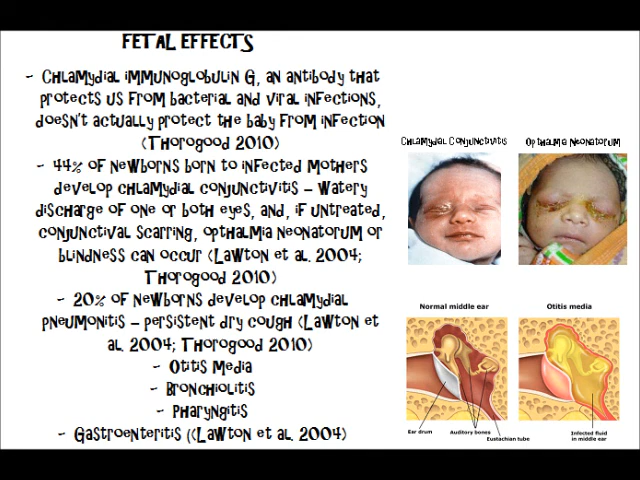 FETAL EFFECTS
- Chlamydial immunoglobulin G, an antibody that
protects us from bacterial and viral infections,
doesn't actually protect the baby from infection
(Thorogood 2010)
- 44% of newborns born to infected mothers
develop chlamydial conjunctivitis – watery
discharge of one or both eyes, and, if untreated,
conjunctival scarring, opthalmia neonatorum or
blindness can occur (Lawton et al. 2004;
Thorogood 2010)
- 20% of newborns develop chlamydial
pneumonitis – persistent dry cough (Lawton et
al. 2004; Thorogood 2010)
- Otitis media
- Bronchiolitis
- Pharyngitis
- Gastroenteritis ((Lawton et al. 2004)
Chlamydial Conjunctivitis
Opthalmia Neonatorum
Normal middle ear
Otitis media
Ear drum
Auditory bones
Eustachian tube
Infected fluid
in middle ear